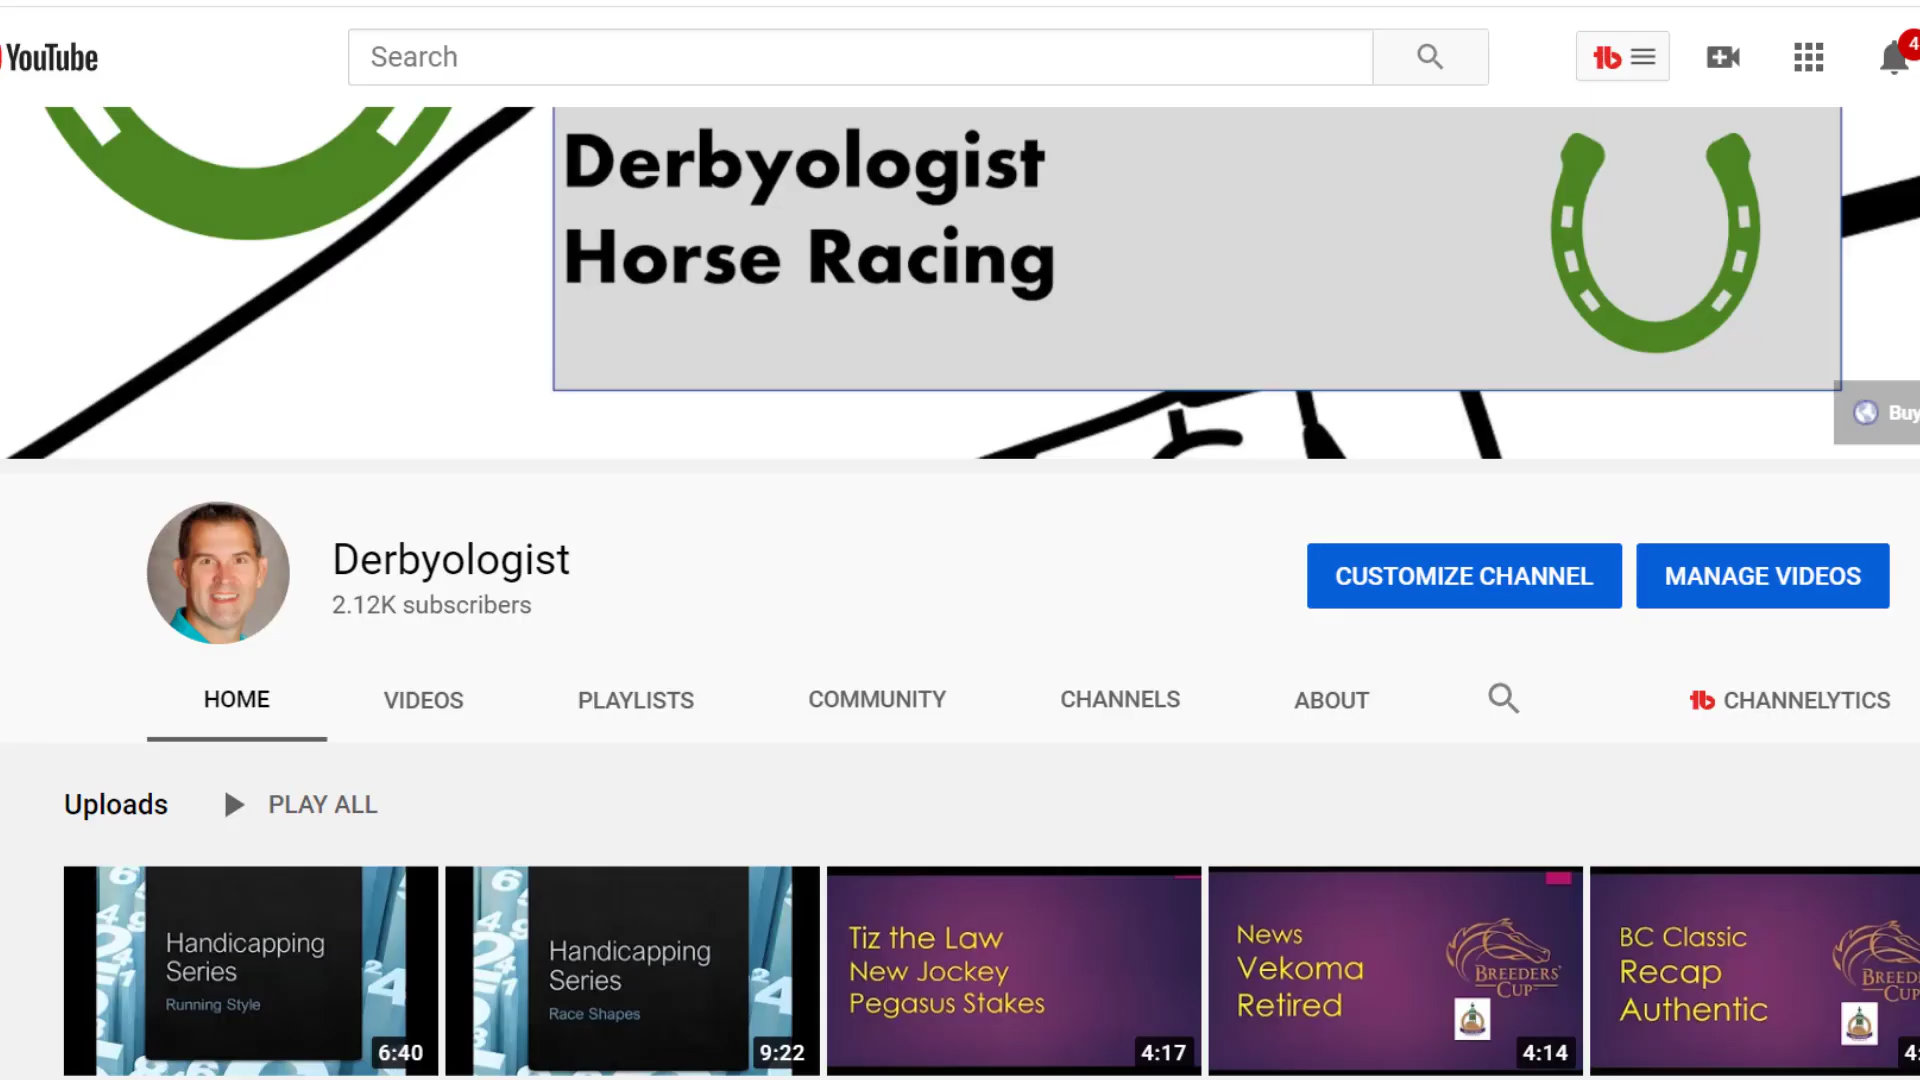 YouTube
Search
4
Derbyologist
Horse Racing
Buy
Derbyologist
2.12K subscribers
CUSTOMIZE CHANNEL
MANAGE VIDEOS
HOME
VIDEOS
PLAYLISTS
COMMUNITY
CHANNELS
ABOUT
CHANNELYTICS
Uploads
PLAY ALL
Handicapping
Series
Running Style
6:40
Handicapping
Series
Race Shapes
9:22
Tiz the Law
New Jockey
Pegasus Stakes
4:17
News
Vekoma
Retired
BREEDERS'
CUP
4:14
BC Classic
Recap
Authentic